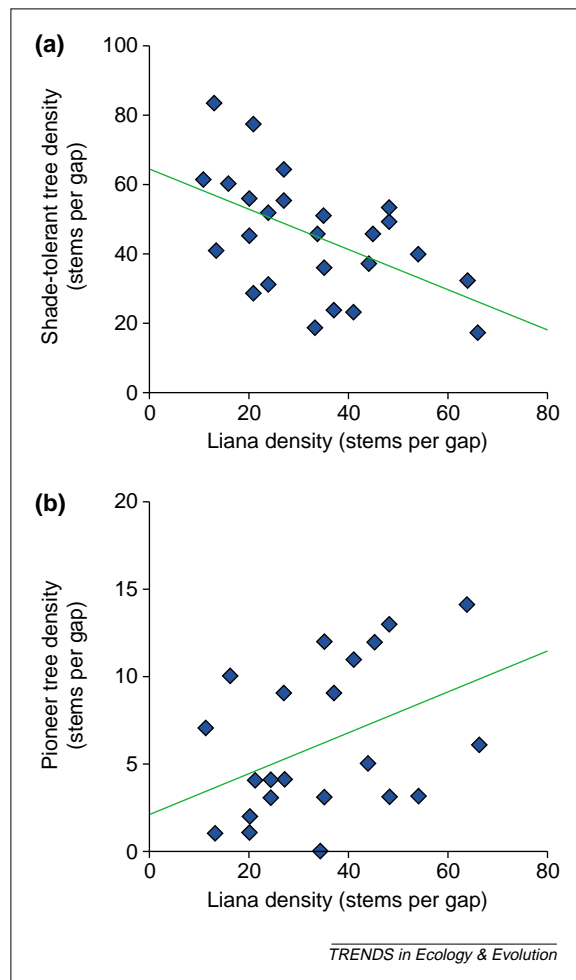 (a)
100
80
60
40
20
0
Shade-tolerant tree density
(stems per gap)
0 20 40 60 80
Liana density (stems per gap)
(b)
20
15
10
5
0
Pioneer tree density
(stems per gap)
0 20 40 60 80
Liana density (stems per gap)
TRENDS in Ecology & Evolution